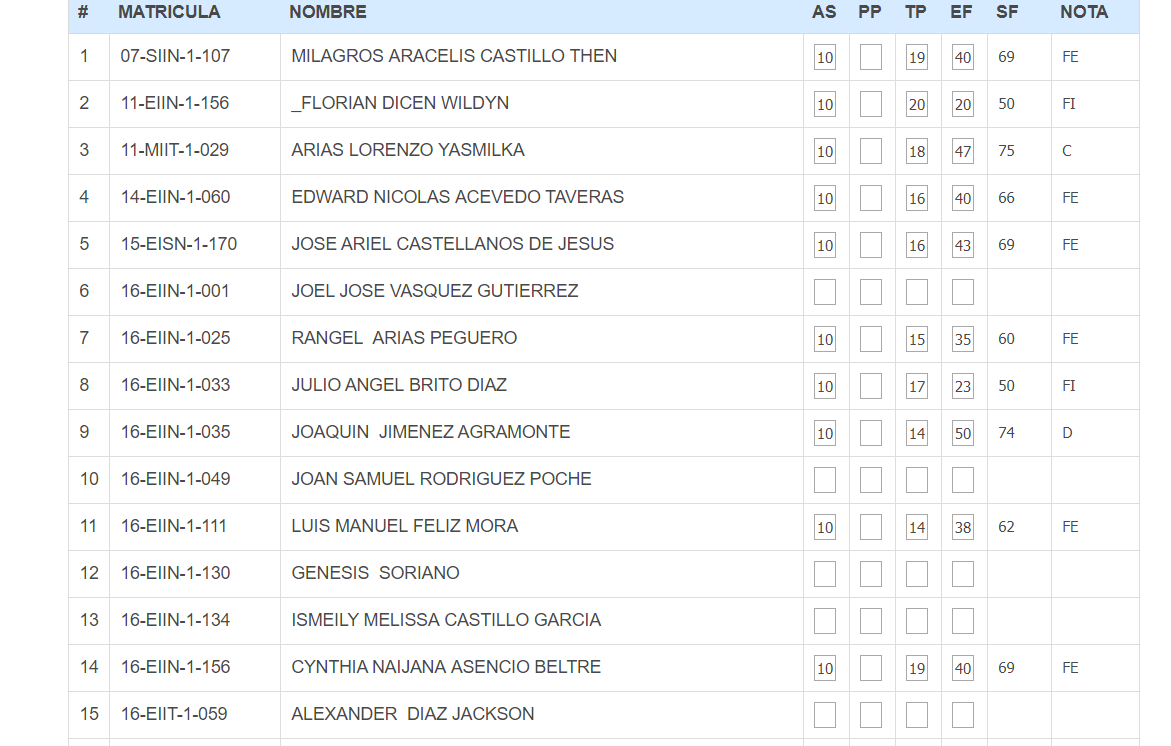 # MATRICULA NOMBRE AS PP TP EF SF NOTA
1 07-SIIN-1-107 MILAGROS ARACELIS CASTILLO THEN 10 19 40 69 FE
2 11-EIIN-1-156 _FLORIAN DICEN WILDYN 10 20 20 50 FI
3 11-MIIT-1-029 ARIAS LORENZO YASMILKA 10 18 47 75 C
4 14-EIIN-1-060 EDWARD NICOLAS ACEVEDO TAVERAS 10 16 40 66 FE
5 15-EISN-1-170 JOSE ARIEL CASTELLANOS DE JESUS 10 16 43 69 FE
6 16-EIIN-1-001 JOEL JOSE VASQUEZ GUTIERREZ
7 16-EIIN-1-025 RANGEL  ARIAS PEGUERO 10 15 35 60 FE
8 16-EIIN-1-033 JULIO ANGEL BRITO DIAZ 10 17 23 50 FI
9 16-EIIN-1-035 JOAQUIN  JIMENEZ AGRAMONTE 10 14 50 74 D
10 16-EIIN-1-049 JOAN SAMUEL RODRIGUEZ POCHE
11 16-EIIN-1-111 LUIS MANUEL FELIZ MORA 10 14 38 62 FE
12 16-EIIN-1-130 GENESIS  SORIANO
13 16-EIIN-1-134 ISMEILY MELISSA CASTILLO GARCIA
14 16-EIIN-1-156 CYNTHIA NAIJANA ASENCIO BELTRE 10 19 40 69 FE
15 16-EIIT-1-059 ALEXANDER  DIAZ JACKSON